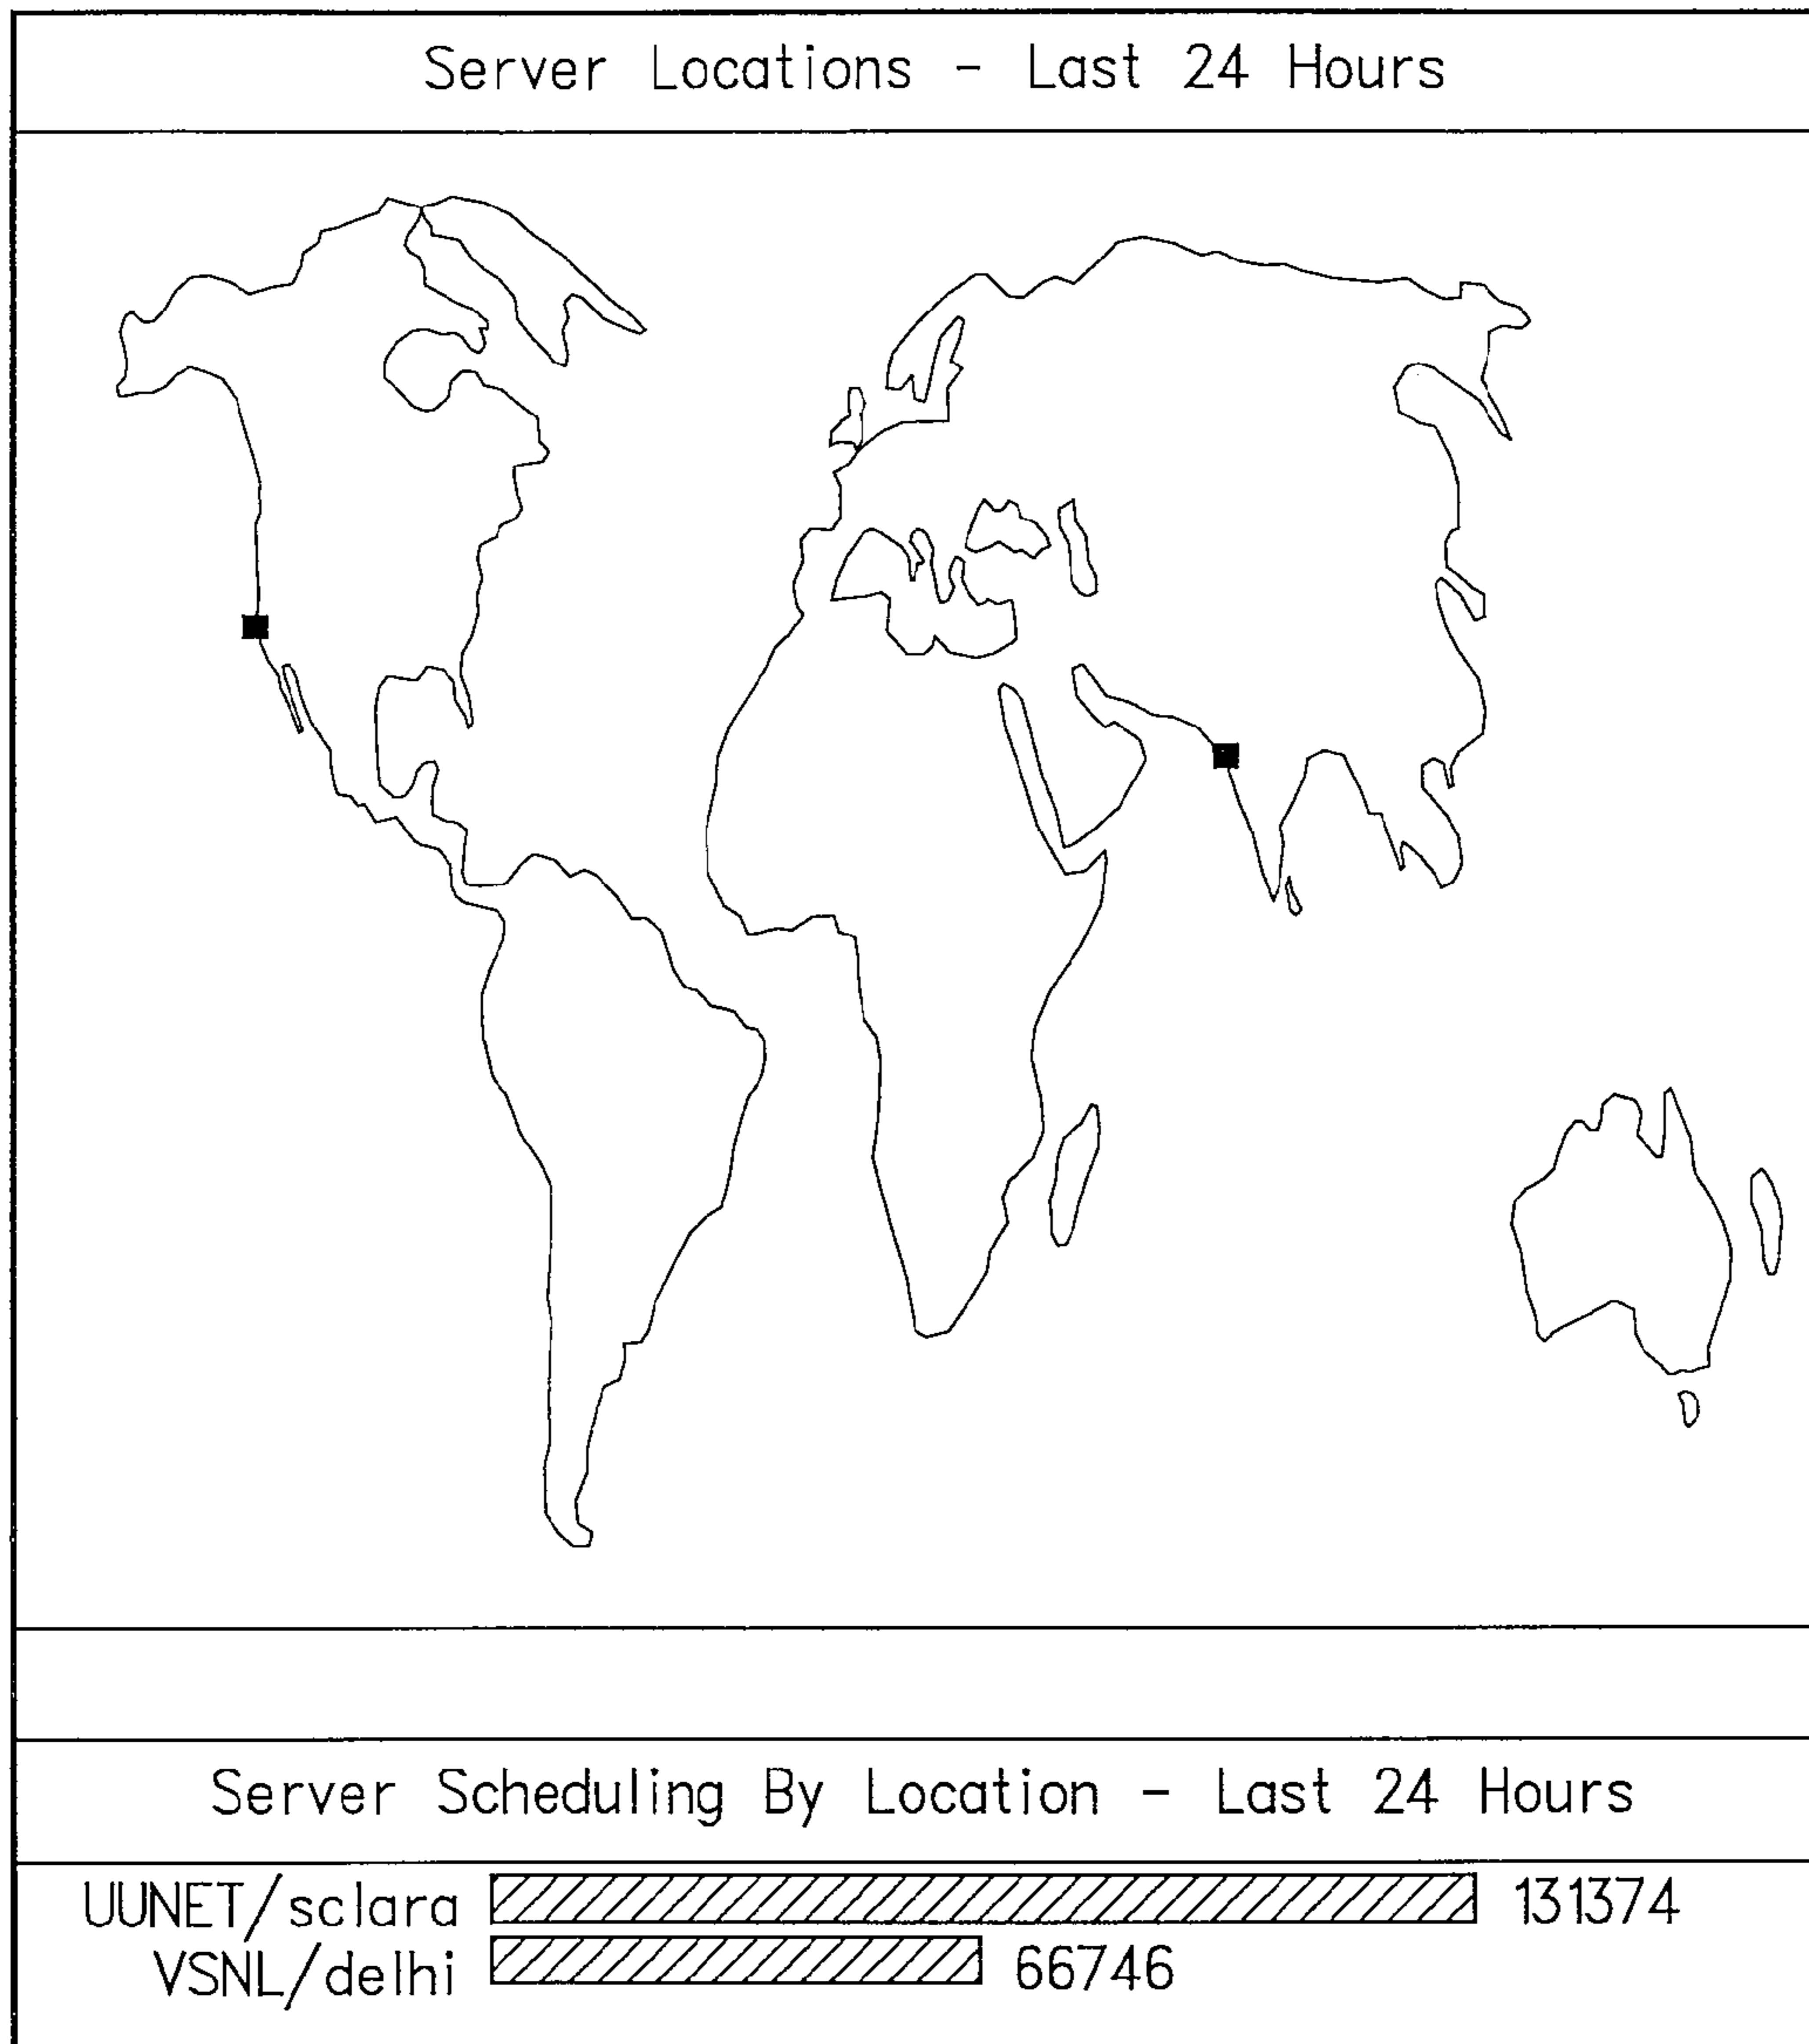 Server Locations - Last 24 Hours
Server Scheduling By Location - Last 24 Hours
UUNET/sclara 131374
VSNL/delhi 66746